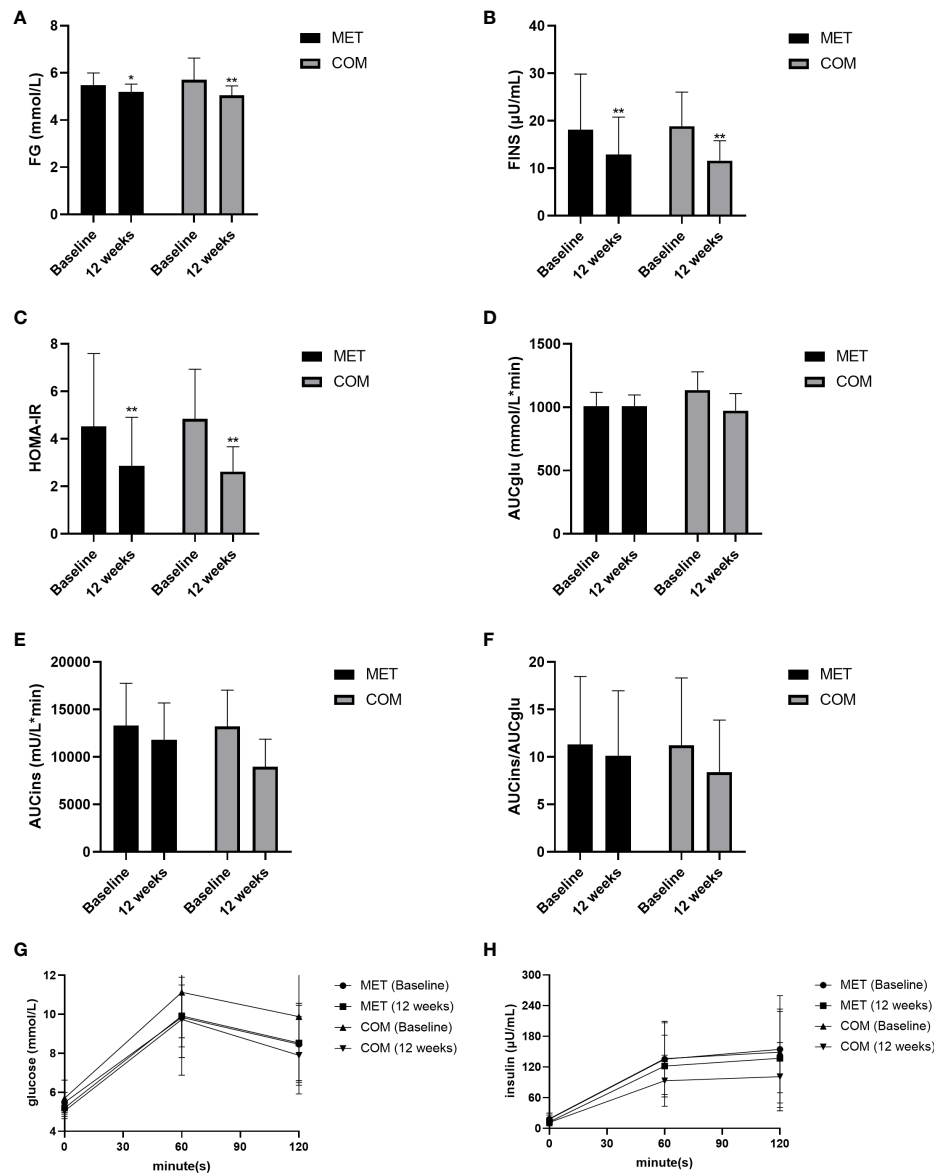 A
FG (mmol/L)
8
6
4
2
0
*
**
Baseline
12 weeks
Baseline
12 weeks
MET
COM
B
FINS (µU/mL)
40
30
20
10
0
**
**
Baseline
12 weeks
Baseline
12 weeks
MET
COM
C
HOMA-IR
8
6
4
2
0
**
**
Baseline
12 weeks
Baseline
12 weeks
MET
COM
D
AUCglu (mmol/L*min)
1500
1000
500
0
Baseline
12 weeks
Baseline
12 weeks
MET
COM
E
AUCins (mU/L*min)
20000
15000
10000
5000
0
Baseline
12 weeks
Baseline
12 weeks
MET
COM
F
AUCins/AUCglu
20
15
10
5
0
Baseline
12 weeks
Baseline
12 weeks
MET
COM
G
glucose (mmol/L)
12
10
8
6
4
0
30
60
90
120
minute(s)
MET (Baseline)
MET (12 weeks)
COM (Baseline)
COM (12 weeks)
H
insulin (µU/mL)
300
240
180
120
60
0
0
30
60
90
120
minute(s)
MET (Baseline)
MET (12 weeks)
COM (Baseline)
COM (12 weeks)